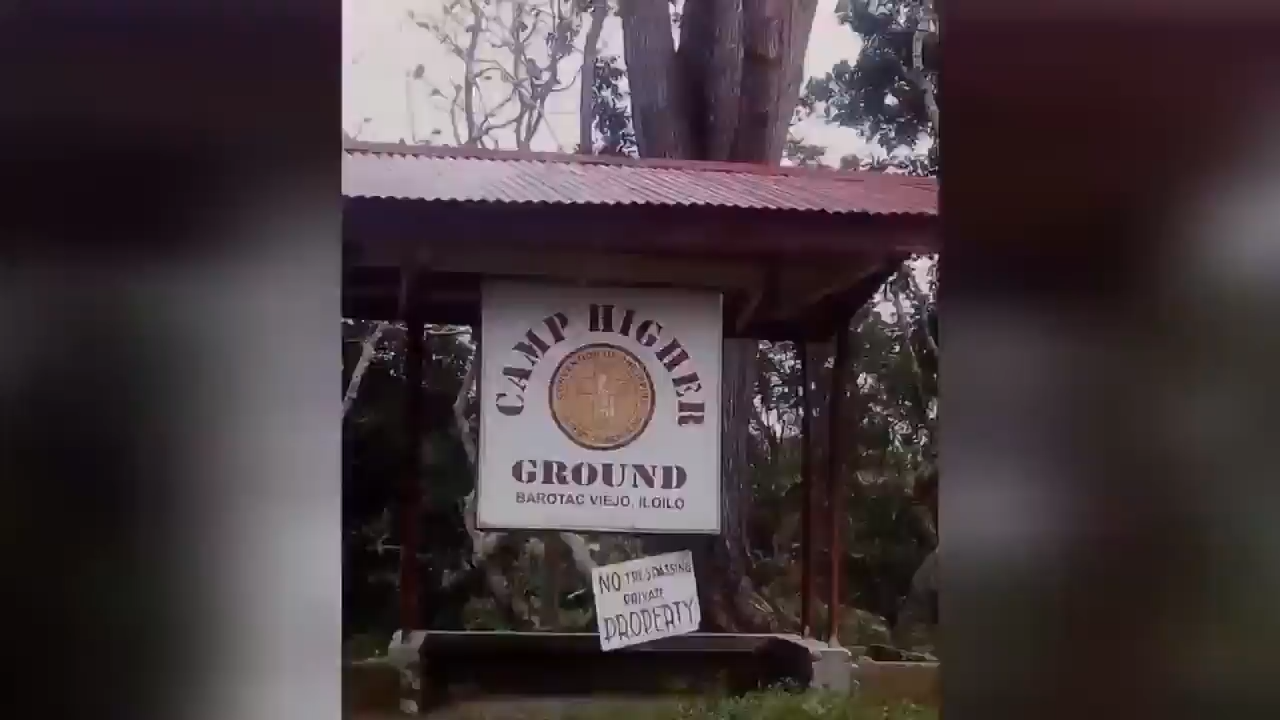 CAMP HIGHER
GROUND
BAROTAC VIEJO, ILOILO
NO TRESPASSING
PRIVATE
PROPERTY